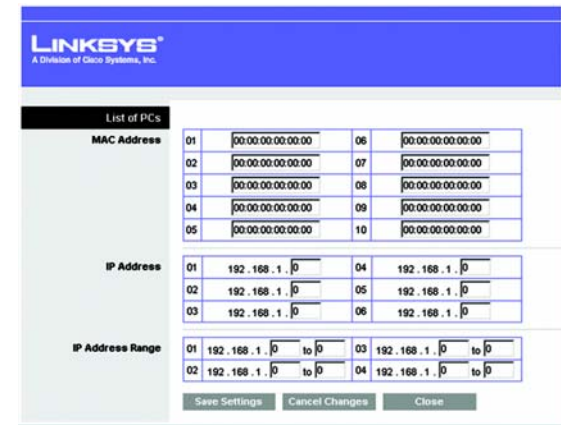 LINKSYS®
A Division of Cisco Systems, Inc.
List of PCs
MAC Address
01 00:00:00:00:00:00 06 00:00:00:00:00:00
02 00:00:00:00:00:00 07 00:00:00:00:00:00
03 00:00:00:00:00:00 08 00:00:00:00:00:00
04 00:00:00:00:00:00 09 00:00:00:00:00:00
05 00:00:00:00:00:00 10 00:00:00:00:00:00
IP Address
01 192.168.1.0 04 192.168.1.0
02 192.168.1.0 05 192.168.1.0
03 192.168.1.0 06 192.168.1.0
IP Address Range
01 192.168.1.0 to 0 03 192.168.1.0 to 0
02 192.168.1.0 to 0 04 192.168.1.0 to 0
Save Settings Cancel Changes Close